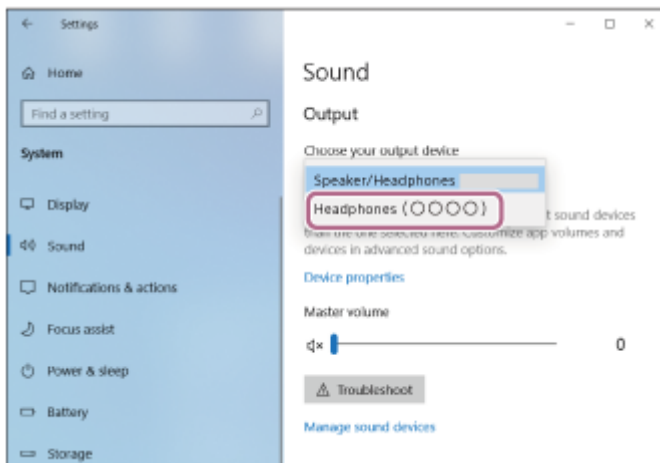 Settings
Home
Find a setting
System
Display
Sound
Notifications & actions
Focus assist
Power & sleep
Battery
Storage
Sound
Output
Choose your output device
Speaker/Headphones
Headphones (〇〇〇〇)
t sound devices
than the one selected here. Customize app volumes and
devices in advanced sound options.
Device properties
Master volume
0
Troubleshoot
Manage sound devices